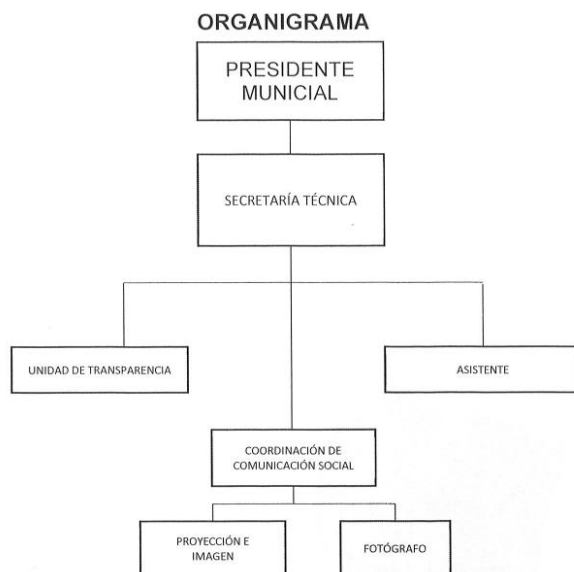 ORGANIGRAMA
PRESIDENTE
MUNICIAL
SECRETARÍA TÉCNICA
UNIDAD DE TRANSPARENCIA
ASISTENTE
COORDINACIÓN DE
COMUNICACIÓN SOCIAL
PROYECCIÓN E
IMAGEN
FOTÓGRAFO